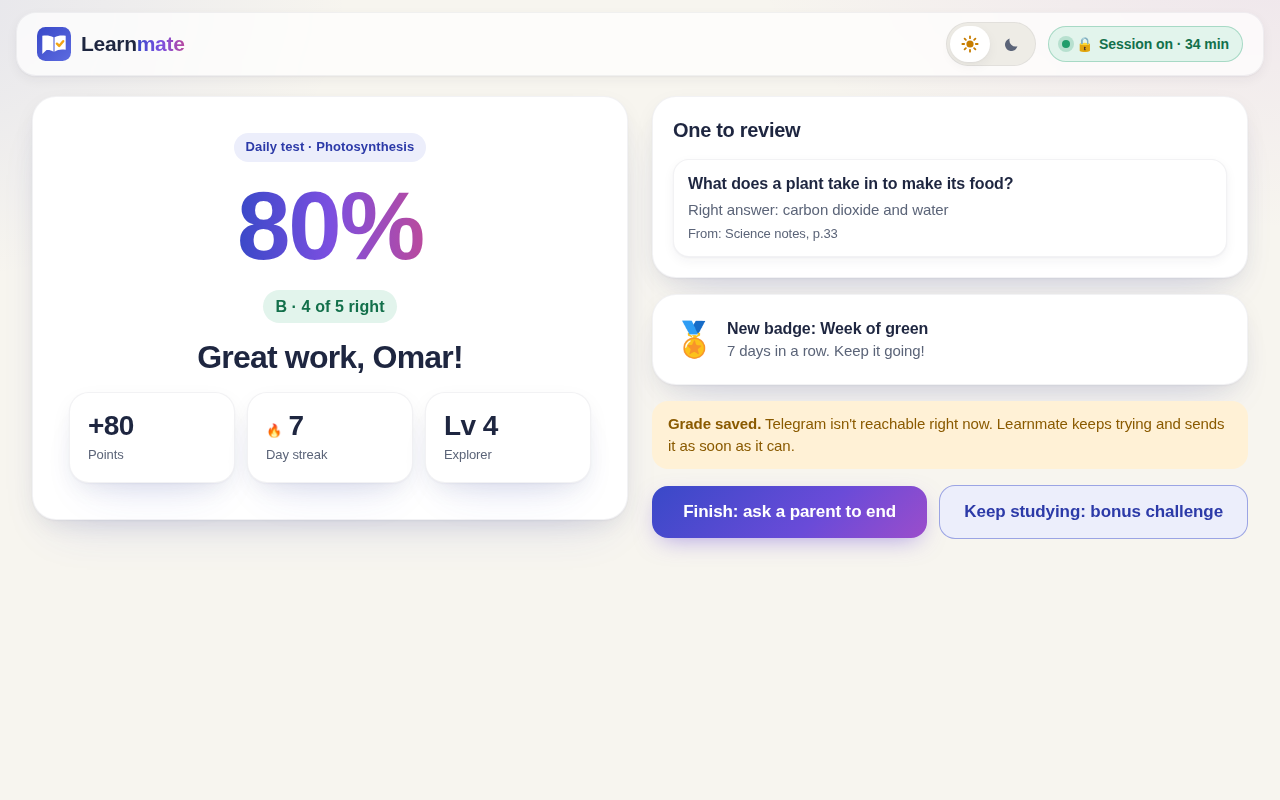 Learnmate
Session on · 34 min
Daily test · Photosynthesis
80%
B · 4 of 5 right
Great work, Omar!
+80
Points
7
Day streak
Lv 4
Explorer
One to review
What does a plant take in to make its food?
Right answer: carbon dioxide and water
From: Science notes, p.33
New badge: Week of green
7 days in a row. Keep it going!
Grade saved. Telegram isn't reachable right now. Learnmate keeps trying and sends
it as soon as it can.
Finish: ask a parent to end
Keep studying: bonus challenge